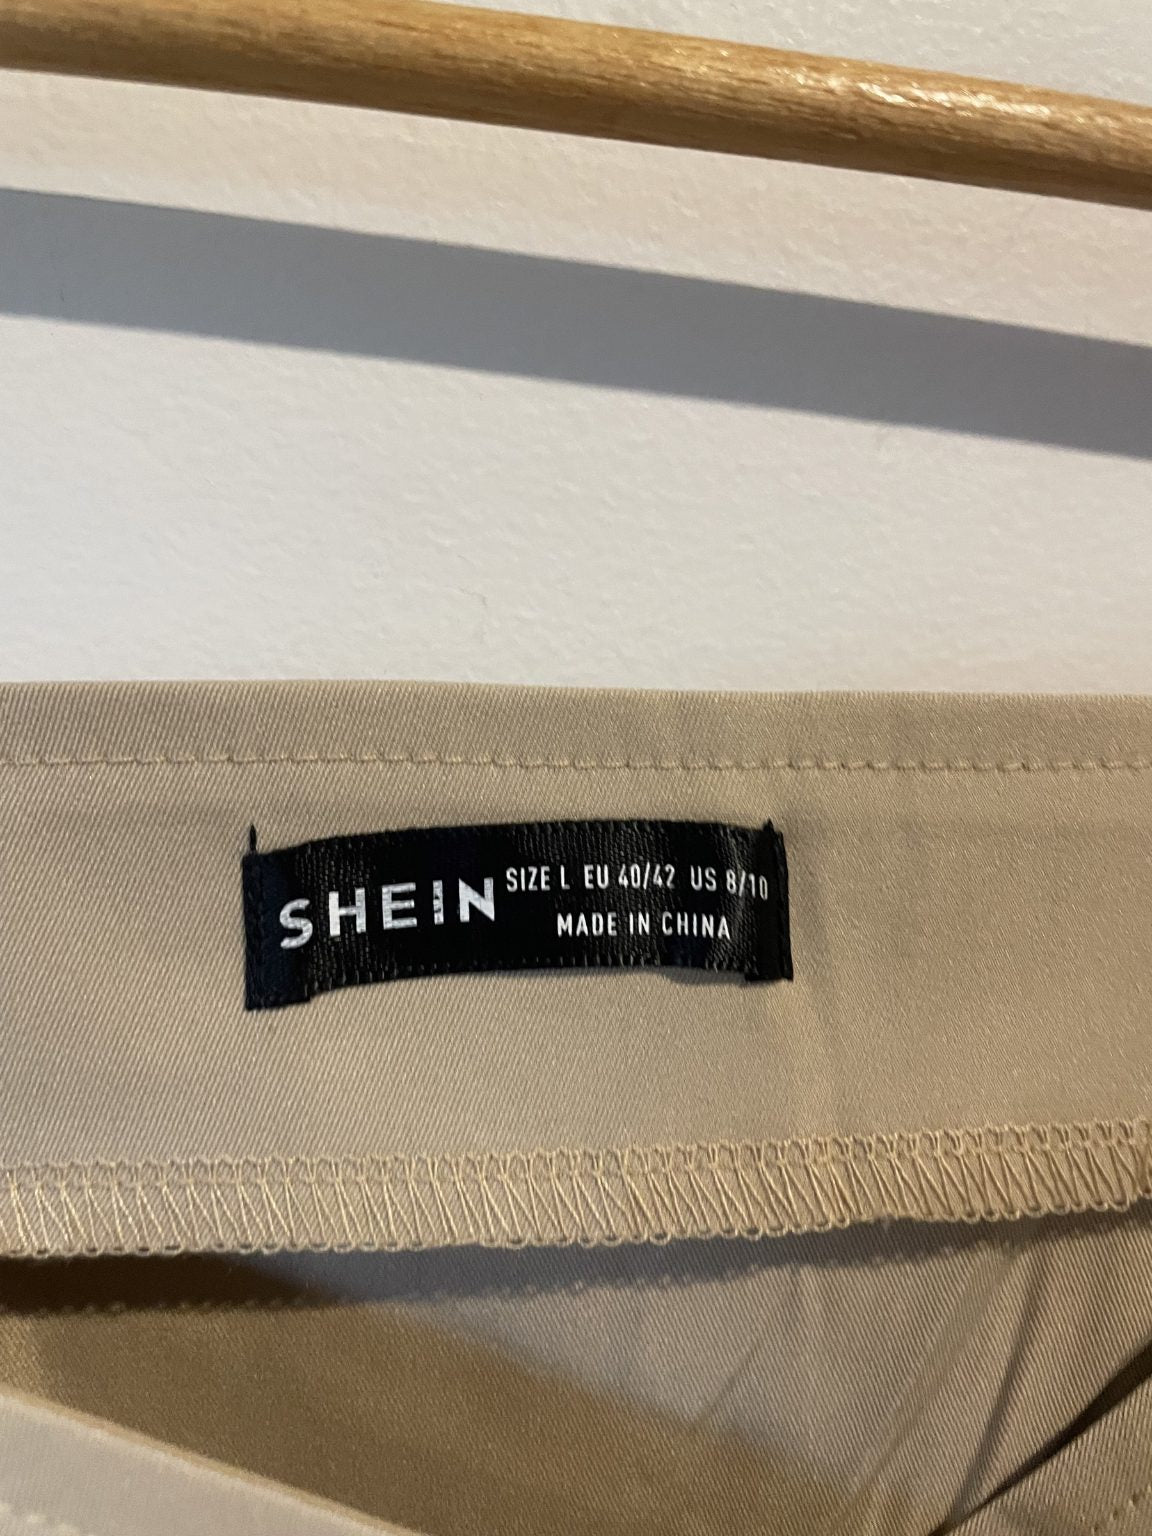 SHEIN
SIZE L EU 40/42 US 8/10
MADE IN CHINA